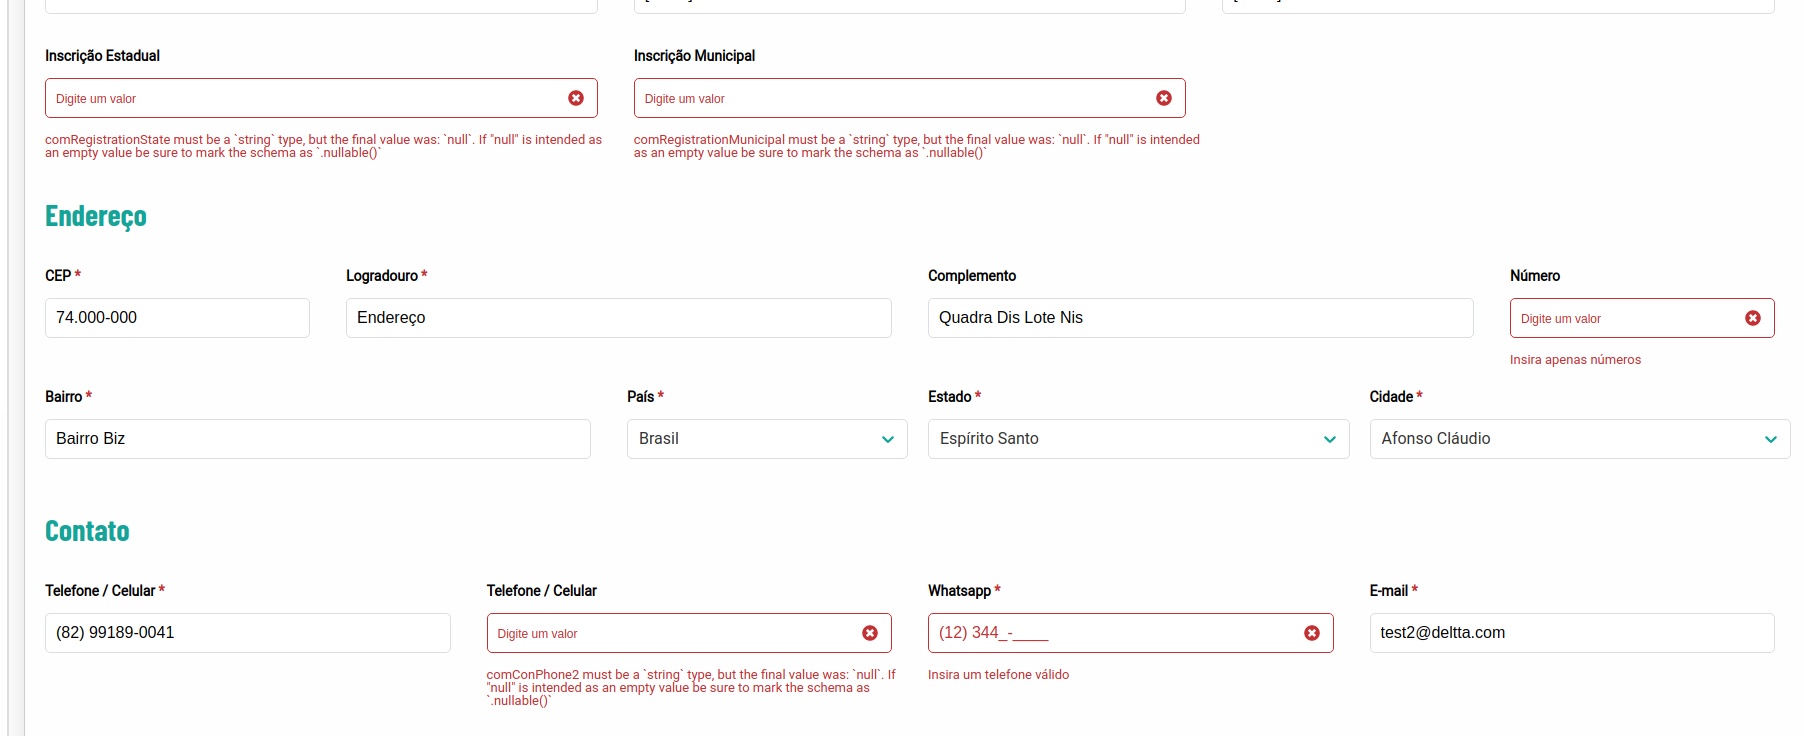 Inscrição Estadual
Inscrição Municipal
Digite um valor
Digite um valor
comRegistrationState must be a `string` type, but the final value was: `null`. If "null" is intended as
an empty value be sure to mark the schema as `.nullable()`
comRegistrationMunicipal must be a `string` type, but the final value was: `null`. If "null" is intended
as an empty value be sure to mark the schema as `.nullable()`
Endereço
CEP *
Logradouro *
Complemento
Número
74.000-000
Endereço
Quadra Dis Lote Nis
Digite um valor
Insira apenas números
Bairro *
País *
Estado *
Cidade *
Bairro Biz
Brasil
Espírito Santo
Afonso Cláudio
Contato
Telefone / Celular *
Telefone / Celular
Whatsapp *
E-mail *
(82) 99189-0041
Digite um valor
(12) 344_-____
test2@deltta.com
comConPhone2 must be a `string` type, but the final value was: `null`. If
"null" is intended as an empty value be sure to mark the schema as
`.nullable()`
Insira um telefone válido